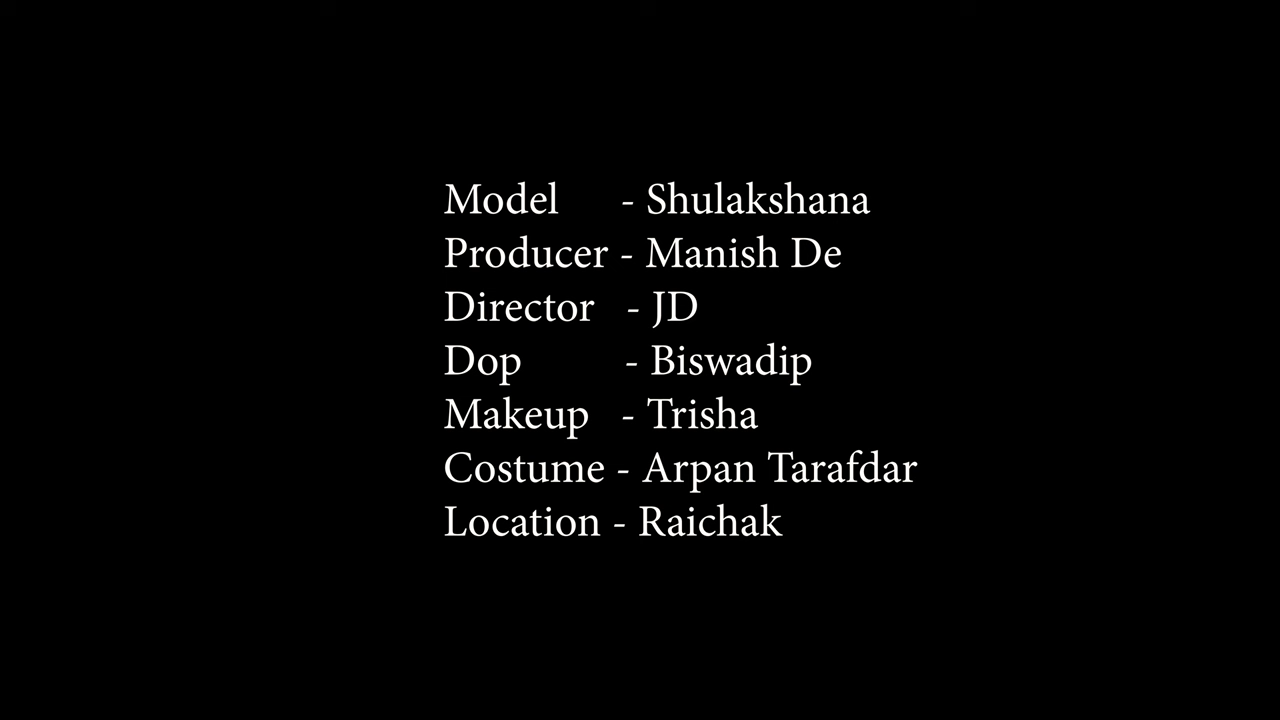 Model - Shulakshana
Producer - Manish De
Director - JD
Dop - Biswadip
Makeup - Trisha
Costume - Arpan Tarafdar
Location - Raichak